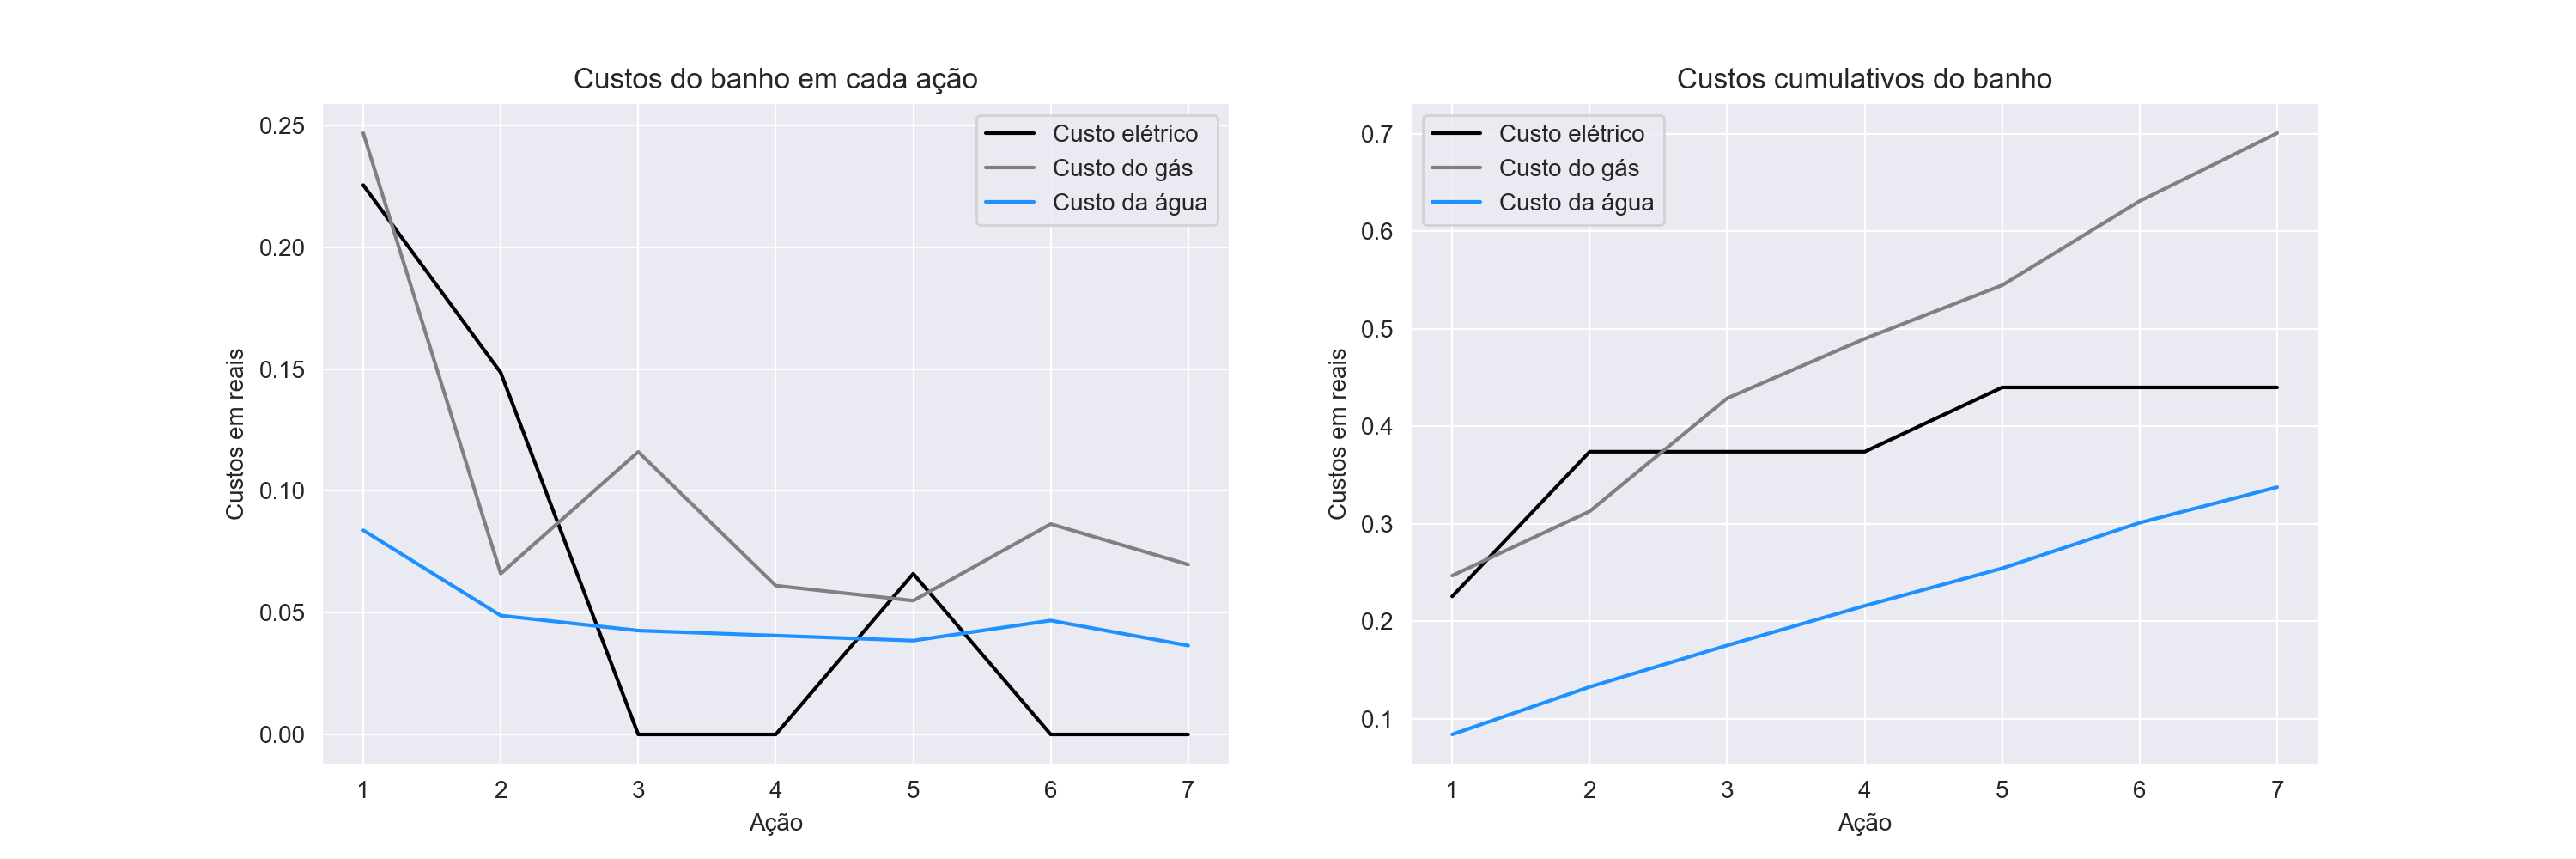 Custos do banho em cada ação
0.25
0.20
0.15
0.10
0.05
0.00
Custos em reais
1 2 3 4 5 6 7
Ação
Custo elétrico
Custo do gás
Custo da água
Custos cumulativos do banho
0.7
0.6
0.5
0.4
0.3
0.2
0.1
Custos em reais
1 2 3 4 5 6 7
Ação
Custo elétrico
Custo do gás
Custo da água